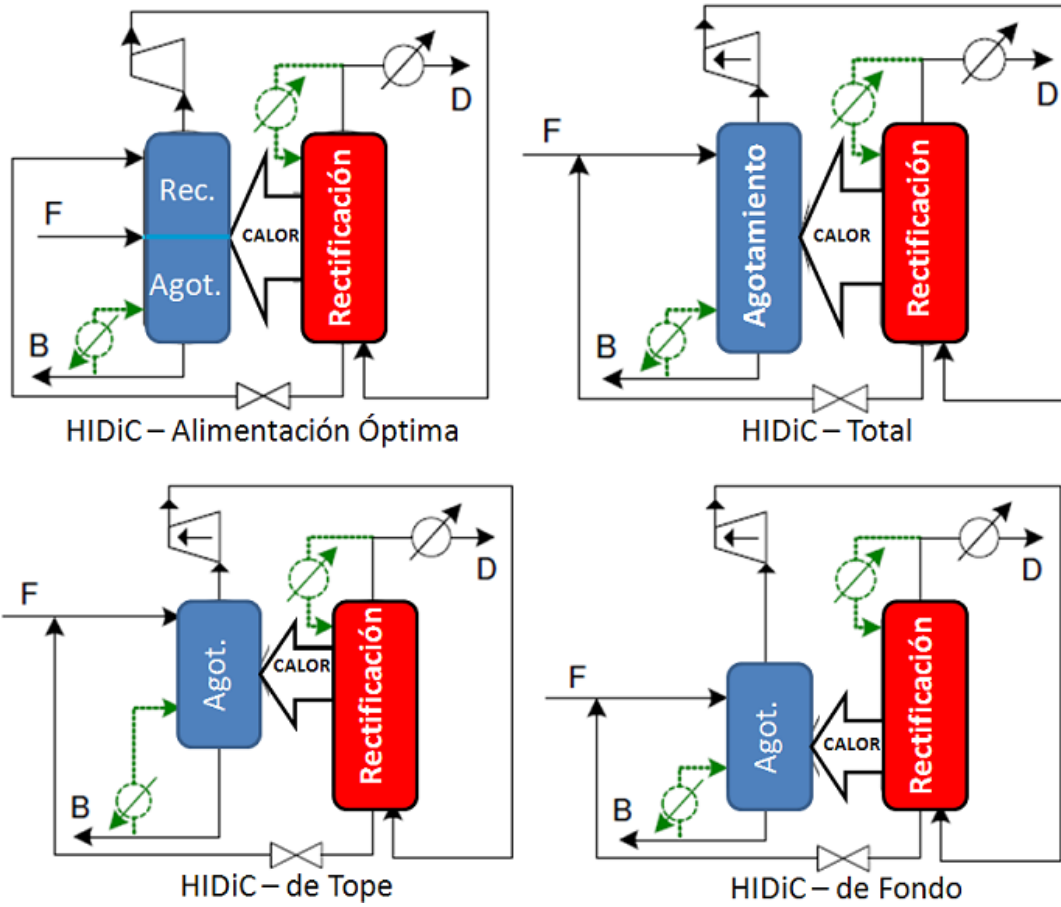 D
F
Rec.
Agot.
CALOR
Rectificación
B
HIDiC – Alimentación Óptima
D
F
Agotamiento
CALOR
Rectificación
B
HIDiC – Total
D
F
Agot.
CALOR
Rectificación
B
HIDiC – de Tope
D
F
Agot.
CALOR
Rectificación
B
HIDiC – de Fondo